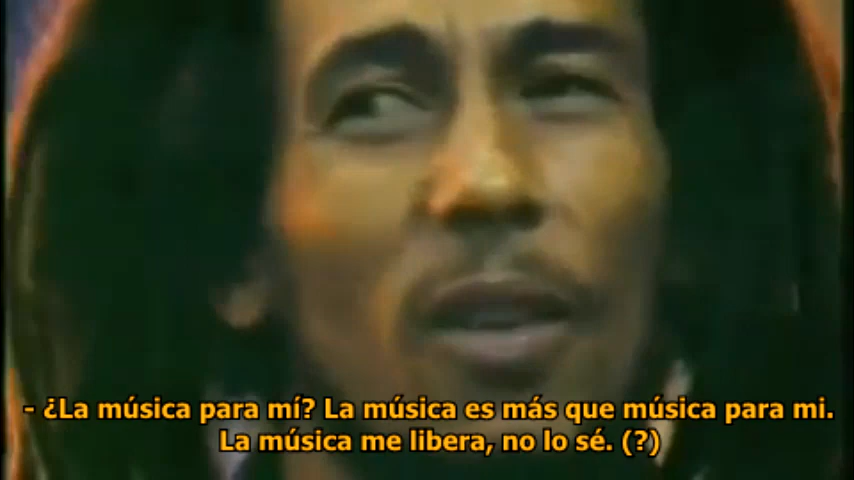 - ¿La música para mí? La música es más que música para mi.
La música me libera, no lo sé. (?)